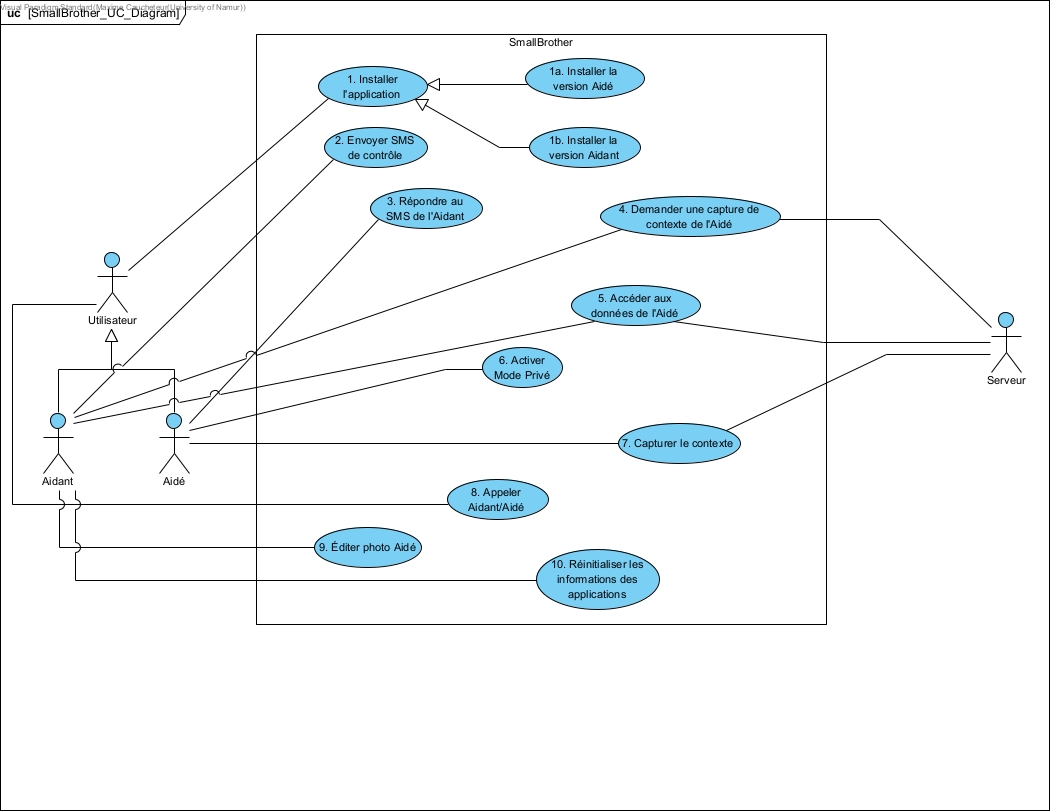 Visual Paradigm Standard(Maxime Caucheteur(University of Namur))
uc [SmallBrother_UC_Diagram]
SmallBrother
1. Installer
l'application
1a. Installer la
version Aidé
2. Envoyer SMS
de contrôle
1b. Installer la
version Aidant
3. Répondre au
SMS de l'Aidant
4. Demander une capture de
contexte de l'Aidé
Utilisateur
5. Accéder aux
données de l'Aidé
6. Activer
Mode Privé
Serveur
7. Capturer le contexte
Aidant
Aidé
8. Appeler
Aidant/Aidé
9. Éditer photo Aidé
10. Réinitialiser les
informations des
applications